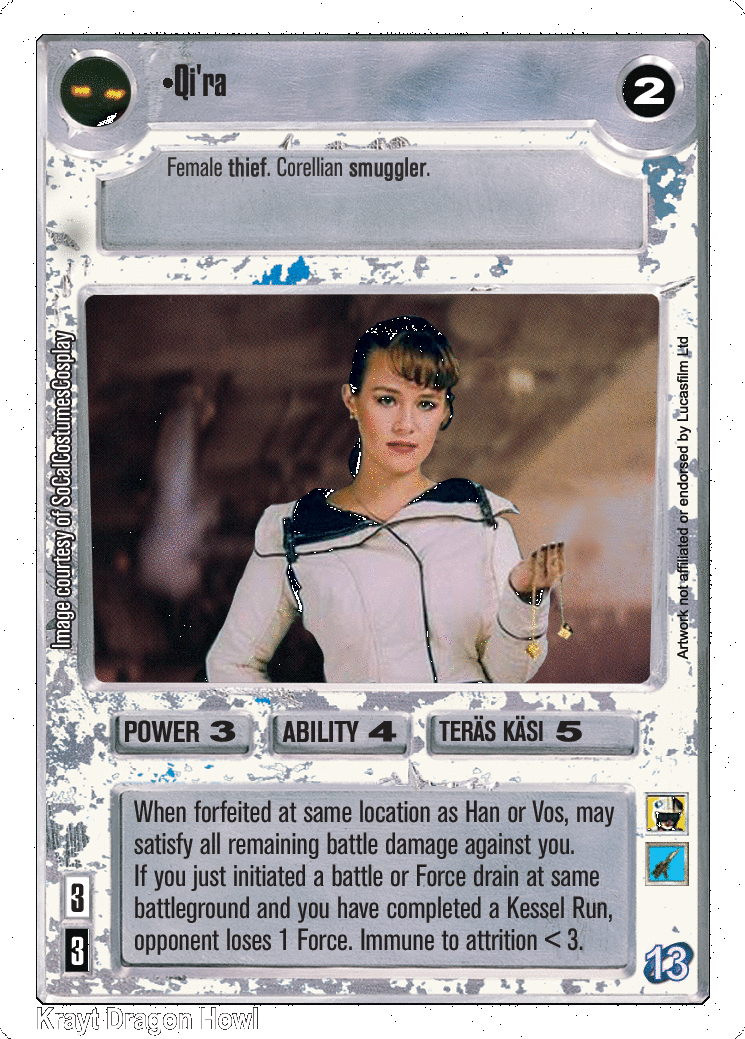 •Qi'ra
2
Female thief. Corellian smuggler.
Image courtesy of SoCalCostumesCosplay
Artwork not affiliated or endorsed by Lucasfilm Ltd
POWER 3
ABILITY 4
TERÄS KÄSI 5
When forfeited at same location as Han or Vos, may
satisfy all remaining battle damage against you.
If you just initiated a battle or Force drain at same
battleground and you have completed a Kessel Run,
opponent loses 1 Force. Immune to attrition < 3.
3
3
13
Krayt Dragon Howl